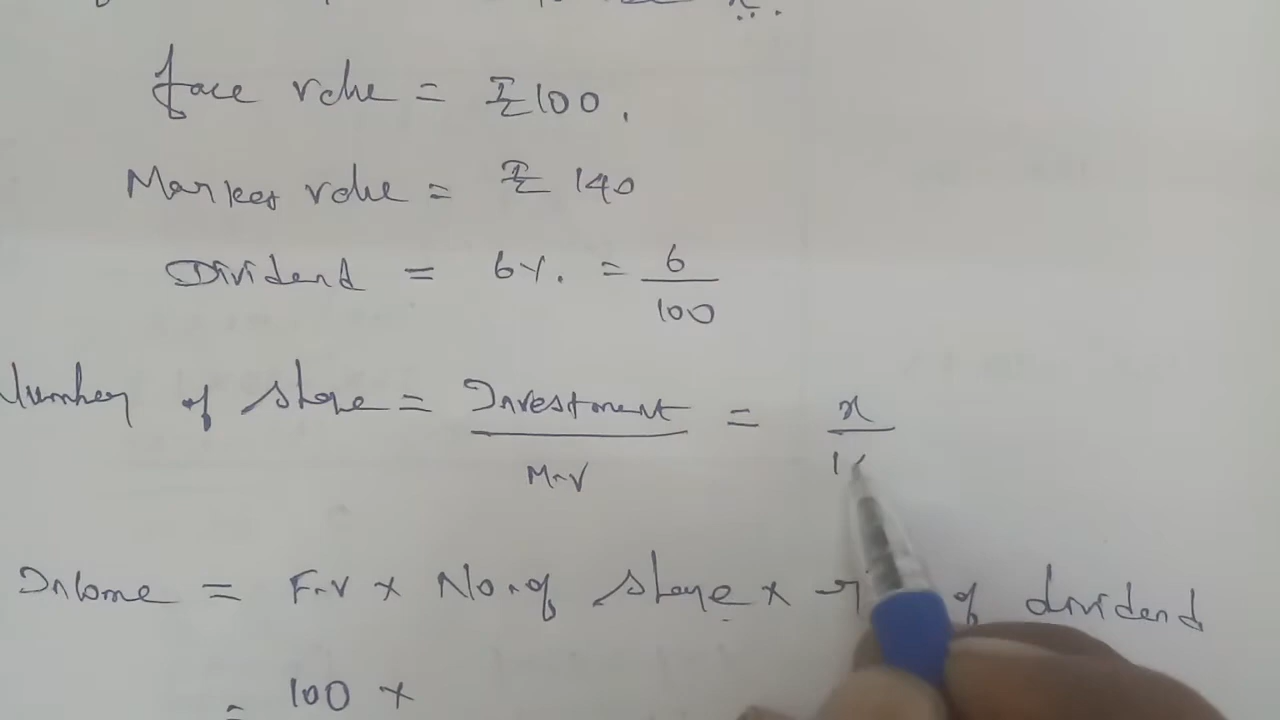 face value = ₹100.
Market value = ₹ 140
Dividend = 6%. = 6/100
Number of share = Investment/M.V = x/1
Income = F.V × No. of share × of dividend
= 100 ×